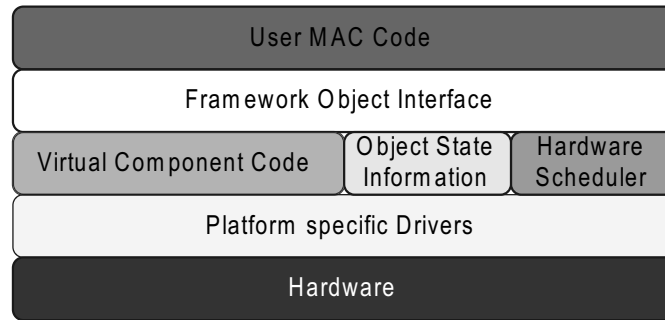 User MAC Code
Framework Object Interface
Virtual Component Code
Object State
Information
Hardware
Scheduler
Platform specific Drivers
Hardware